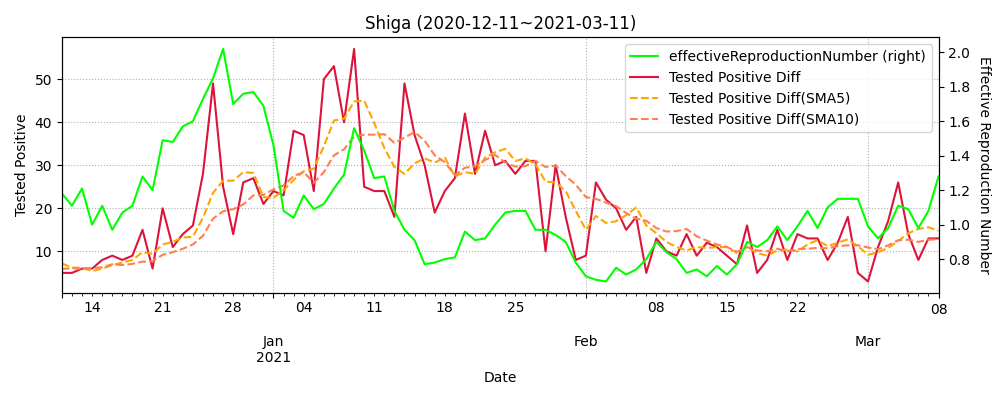 Shiga (2020-12-11~2021-03-11)
effectiveReproductionNumber (right)
Tested Positive Diff
Tested Positive Diff(SMA5)
Tested Positive Diff(SMA10)
Tested Positive
50
40
30
20
10
2.0
1.8
1.6
1.4
1.2
1.0
0.8
Effective Reproduction Number
14 21 28 04 11 18 25 08 15 22 08
Jan Feb Mar
2021
Date